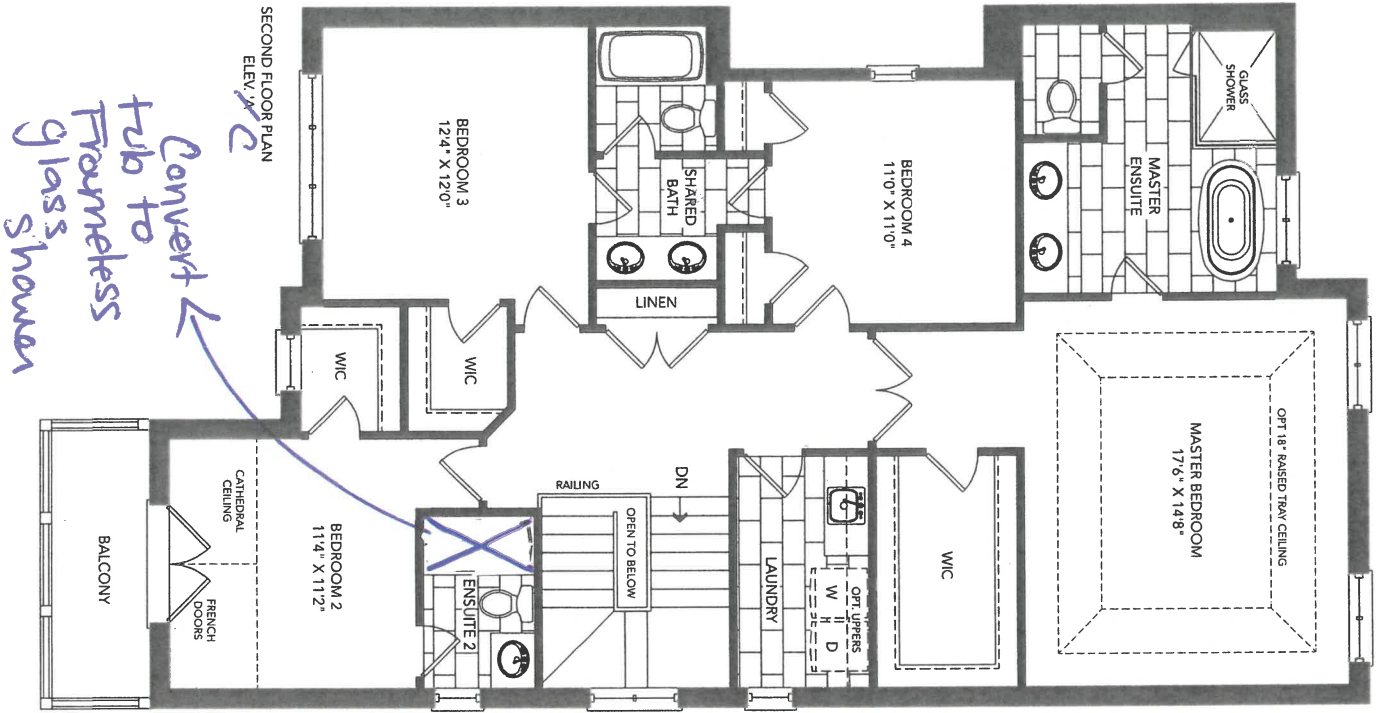 SECOND FLOOR PLAN
ELEV. 'A'/C
Convert
tub to
Frameless
glass
shower
BEDROOM 3
12'4" X 12'0"
SHARED
BATH
LINEN
BEDROOM 4
11'0" X 11'0"
MASTER
ENSUITE
GLASS
SHOWER
WIC
WIC
MASTER BEDROOM
17'6" X 14'8"
OPT 18" RAISED TRAY CEILING
WIC
LAUNDRY
OPT. UPPERS
W
H
D
DN
RAILING
OPEN TO BELOW
ENSUITE 2
BEDROOM 2
11'4" X 11'2"
CATHEDRAL
CEILING
FRENCH
DOORS
BALCONY